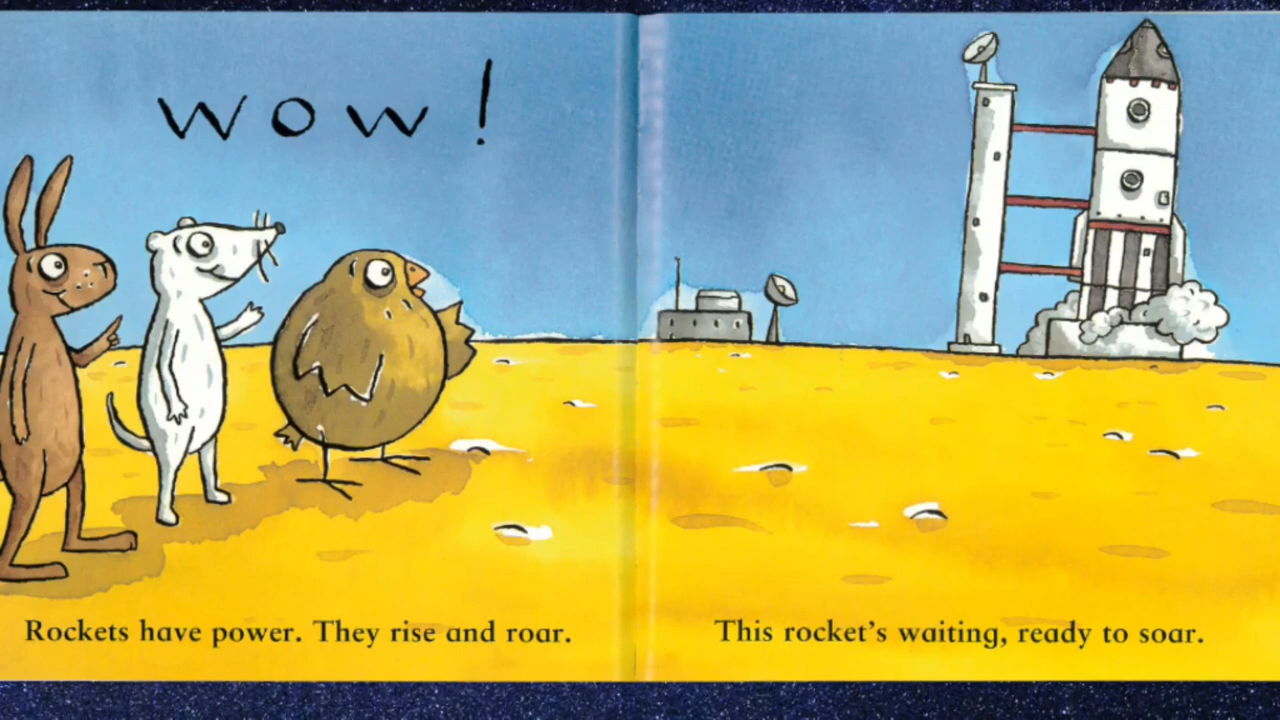 wow!
Rockets have power. They rise and roar.
This rocket's waiting, ready to soar.